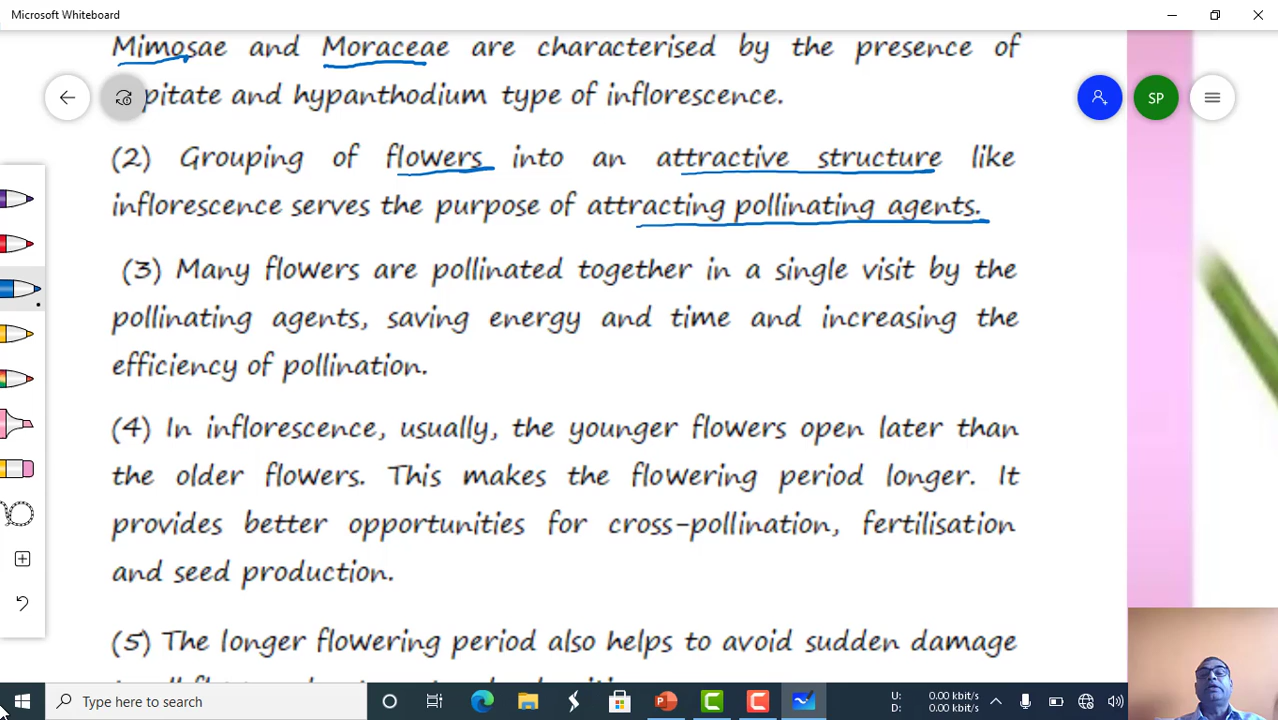 Microsoft Whiteboard
Mimosae and Moraceae are characterised by the presence of
pitate and hypanthodium type of inflorescence.
SP
(2) Grouping of flowers into an attractive structure like
inflorescence serves the purpose of attracting pollinating agents.
(3) Many flowers are pollinated together in a single visit by the
pollinating agents, saving energy and time and increasing the
efficiency of pollination.
(4) In inflorescence, usually, the younger flowers open later than
the older flowers. This makes the flowering period longer. It
provides better opportunities for cross-pollination, fertilisation
and seed production.
(5) The longer flowering period also helps to avoid sudden damage
Type here to search
U: 0.00 kbit/s
D: 0.00 kbit/s